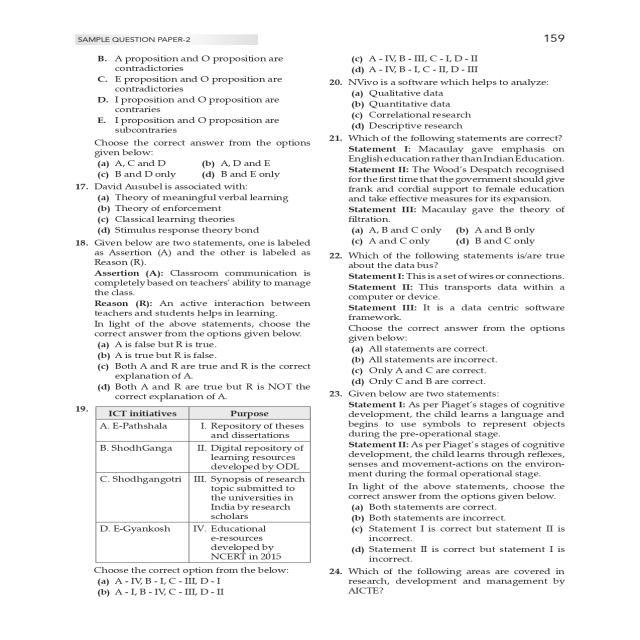 SAMPLE QUESTION PAPER-2
159
B. A proposition and O proposition are
contradictories
C. E proposition and O proposition are
contradictories
D. I proposition and O proposition are
contraries
E. I proposition and O proposition are
subcontraries
Choose the correct answer from the options
given below:
(a) A, C and D (b) A, D and E
(c) B and D only (d) B and E only
17. David Ausubel is associated with:
(a) Theory of meaningful verbal learning
(b) Theory of enforcement
(c) Classical learning theories
(d) Stimulus response theory bond
18. Given below are two statements, one is labeled
as Assertion (A) and the other is labeled as
Reason (R).
Assertion (A): Classroom communication is
completely based on teachers' ability to manage
the class.
Reason (R): An active interaction between
teachers and students helps in learning.
In light of the above statements, choose the
correct answer from the options given below.
(a) A is false but R is true.
(b) A is true but R is false.
(c) Both A and R are true and R is the correct
explanation of A.
(d) Both A and R are true but R is NOT the
correct explanation of A.
19.
ICT initiatives Purpose
A. E-Pathshala I. Repository of theses
and dissertations
B. ShodhGanga II. Digital repository of
learning resources
developed by ODL
C. Shodhgangotri III. Synopsis of research
topic submitted to
the universities in
India by research
scholars
D. E-Gyankosh IV. Educational
e-resources
developed by
NCERT in 2015
Choose the correct option from the below:
(a) A - IV, B - I, C - III, D - I
(b) A - I, B - IV, C - III, D - II
(c) A - IV, B - III, C - I, D - II
(d) A - IV, B - I, C - II, D - III
20. NVivo is a software which helps to analyze:
(a) Qualitative data
(b) Quantitative data
(c) Correlational research
(d) Descriptive research
21. Which of the following statements are correct?
Statement I: Macaulay gave emphasis on
English education rather than Indian Education.
Statement II: The Wood's Despatch recognised
for the first time that the government should give
frank and cordial support to female education
and take effective measures for its expansion.
Statement III: Macaulay gave the theory of
filtration.
(a) A, B and C only (b) A and B only
(c) A and C only (d) B and C only
22. Which of the following statements is/are true
about the data bus?
Statement I: This is a set of wires or connections.
Statement II: This transports data within a
computer or device.
Statement III: It is a data centric software
framework.
Choose the correct answer from the options
given below:
(a) All statements are correct.
(b) All statements are incorrect.
(c) Only A and C are correct.
(d) Only C and B are correct.
23. Given below are two statements:
Statement I: As per Piaget's stages of cognitive
development, the child learns a language and
begins to use symbols to represent objects
during the pre-operational stage.
Statement II: As per Piaget's stages of cognitive
development, the child learns through reflexes,
senses and movement-actions on the environ-
ment during the formal operational stage.
In light of the above statements, choose the
correct answer from the options given below.
(a) Both statements are correct.
(b) Both statements are incorrect.
(c) Statement I is correct but statement II is
incorrect.
(d) Statement II is correct but statement I is
incorrect.
24. Which of the following areas are covered in
research, development and management by
AICTE?